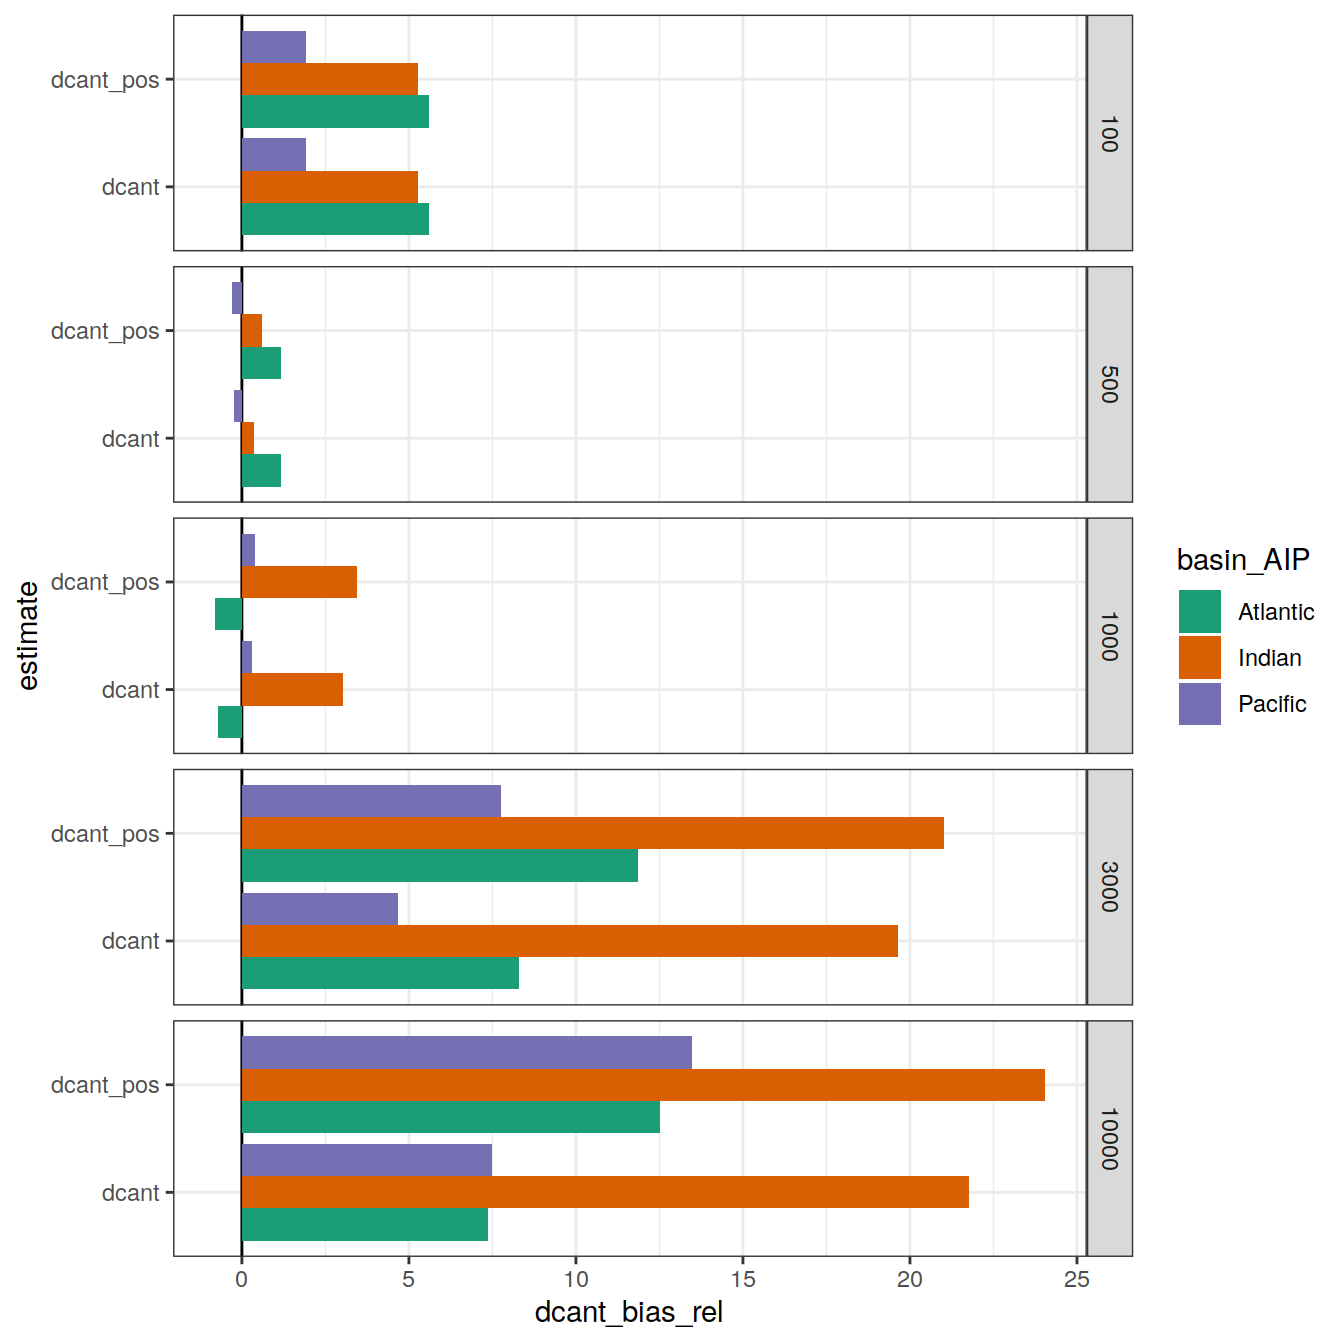 estimate
dcant_pos
dcant
100
dcant_pos
dcant
500
dcant_pos
dcant
1000
dcant_pos
dcant
3000
dcant_pos
dcant
10000
0 5 10 15 20 25
dcant_bias_rel
basin_AIP
Atlantic
Indian
Pacific